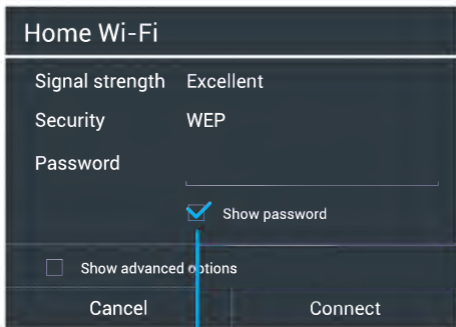 Home Wi-Fi
Signal strength Excellent
Security WEP
Password
Show password
Show advanced options
Cancel Connect